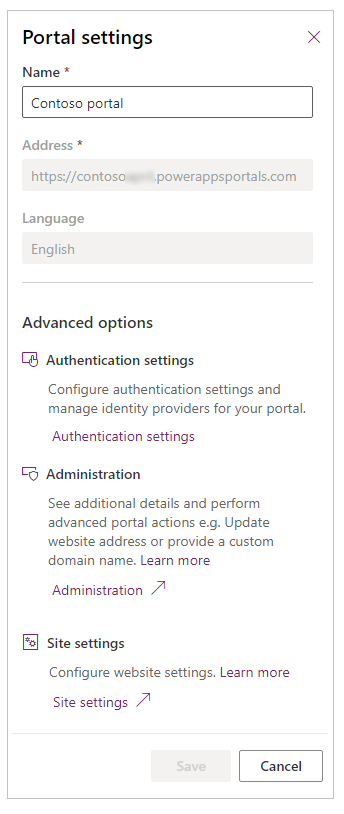 Portal settings
Name *
Contoso portal
Address *
https://contoso .powerappsportals.com
Language
English
Advanced options
Authentication settings
Configure authentication settings and
manage identity providers for your portal.
Authentication settings
Administration
See additional details and perform
advanced portal actions e.g. Update
website address or provide a custom
domain name. Learn more
Administration
Site settings
Configure website settings. Learn more
Site settings
Save
Cancel